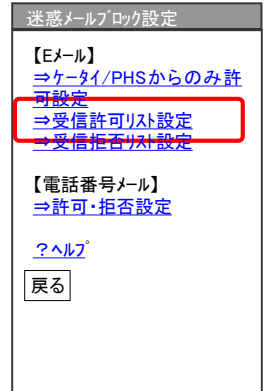 迷惑ﾒｰﾙﾌﾞﾛｯｸ設定
【Eﾒｰﾙ】
⇒ｹｰﾀｲ/PHSからのみ許
可設定
⇒受信許可ﾘｽﾄ設定
⇒受信拒否ﾘｽﾄ設定
【電話番号ﾒｰﾙ】
⇒許可･拒否設定
？ﾍﾙﾌﾟ
戻る